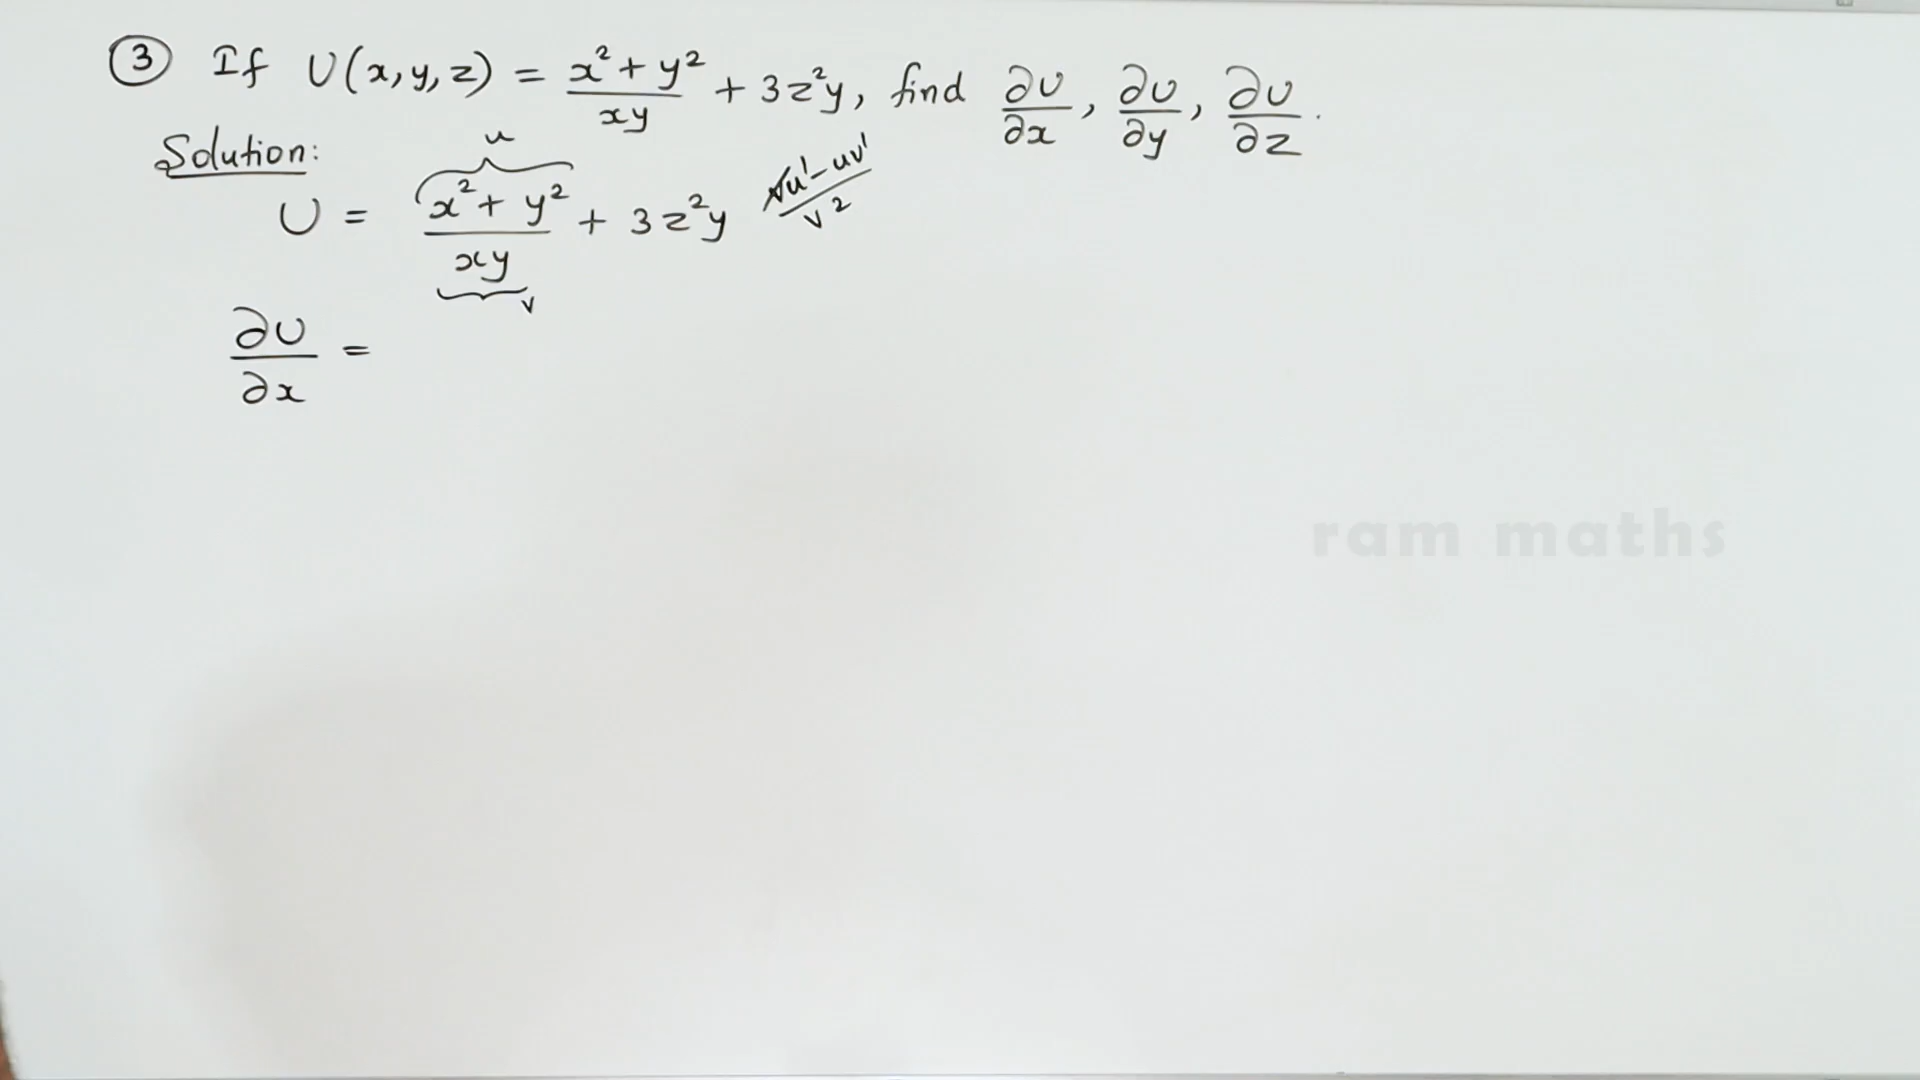 ③ If U(x,y,z) = (x²+y²)/(xy) + 3z²y, find ∂U/∂x, ∂U/∂y, ∂U/∂z.
Solution:
u
U = (x²+y²)/(xy) + 3z²y (vu'-uv')/v²
v
∂U/∂x =
ram maths